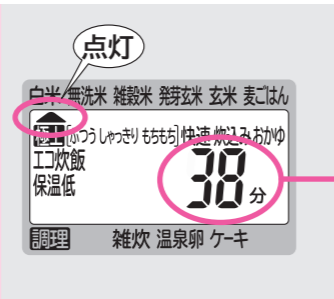 点灯
白米 無洗米 雑穀米 発芽玄米 玄米 麦ごはん
極上[ふつう しゃっきり もちもち] 快速 炊込み おかゆ
エコ炊飯
保温低
38分
調理 雑炊 温泉卵 ケーキ